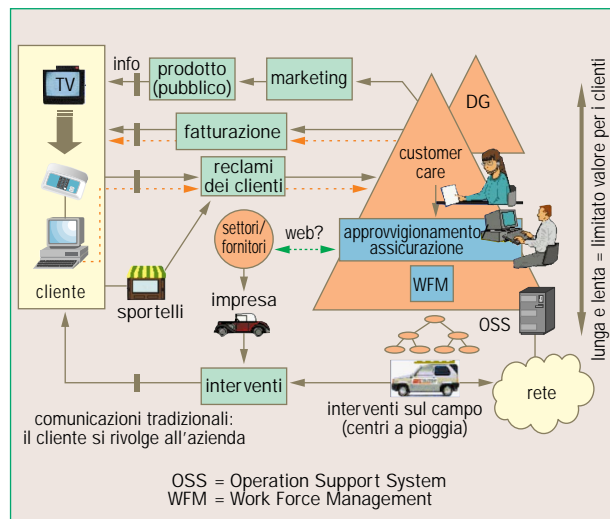 TV
info
prodotto
(pubblico)
marketing
DG
fatturazione
reclami
dei clienti
customer
care
settori/
fornitori
web?
approvvigionamento
assicurazione
WFM
cliente
sportelli
impresa
OSS
interventi
interventi sul campo
(centri a pioggia)
rete
lunga e lenta = limitato valore per i clienti
comunicazioni tradizionali:
il cliente si rivolge all'azienda
OSS = Operation Support System
WFM = Work Force Management